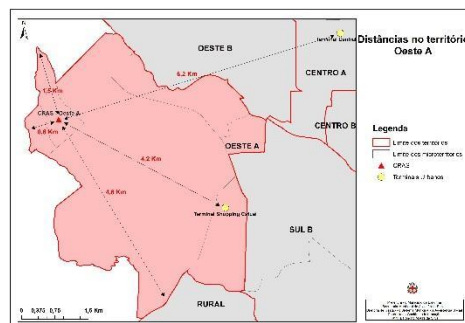 N
OESTE B
Terminal Central
Distâncias no território
Oeste A
CENTRO A
6.2 Km
1,5 Km
CRAS Oeste A
0,6 Km
CENTRO B
OESTE A
Legenda
Limite dos territórios
Limite dos microterritórios
CRAS
Terminais Urbanos
4.2 Km
4,6 Km
Terminal Shopping
SUL B
RURAL
0 0,375 0,75 1,5 Km